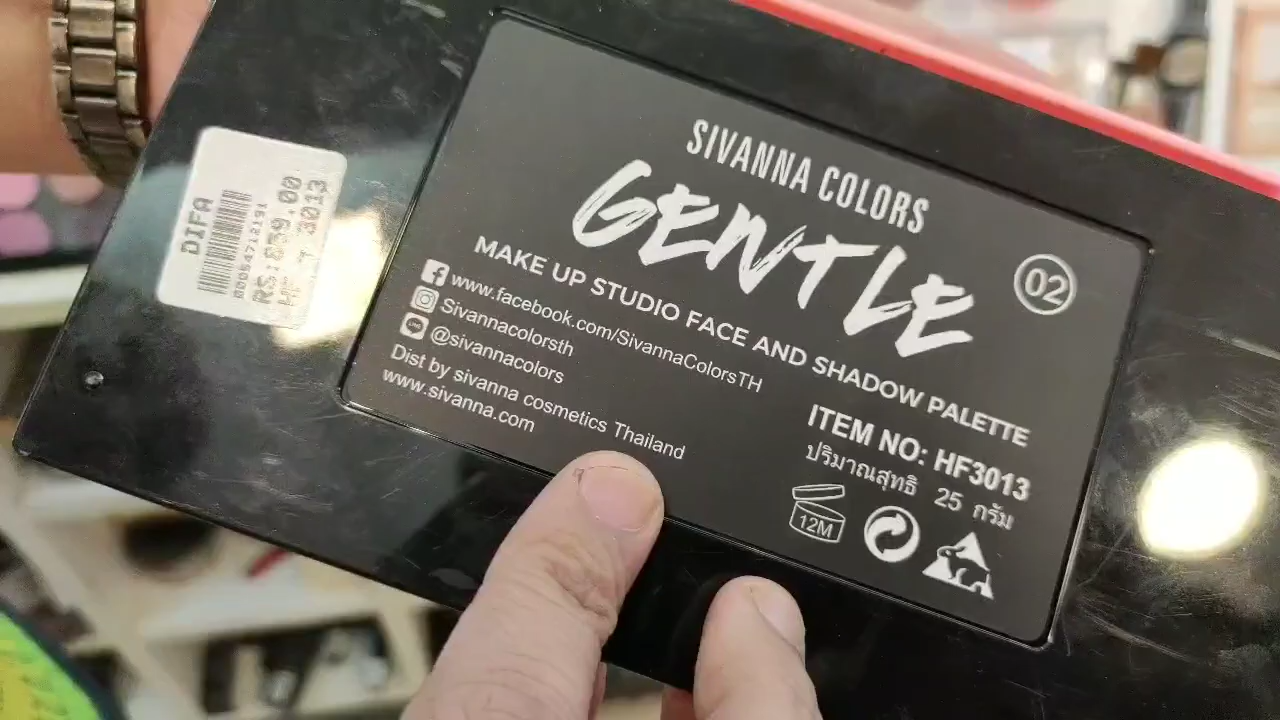 SIVANNA COLORS
GENTLE
02
MAKE UP STUDIO FACE AND SHADOW PALETTE
www.facebook.com/SivannaColorsTH
Sivannacolorsth
@sivannacolors
Dist by sivanna cosmetics Thailand
www.sivanna.com
ITEM NO: HF3013
ปริมาณสุทธิ 25 กรัม
12M
DIFA
RS:
3013